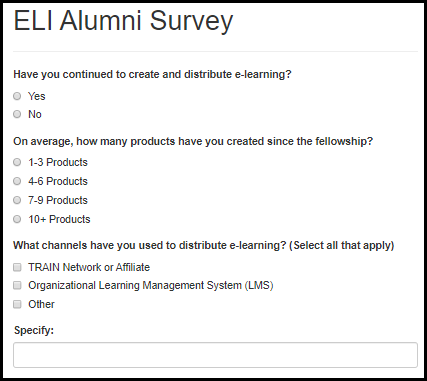 ELI Alumni Survey
Have you continued to create and distribute e-learning?
Yes
No
On average, how many products have you created since the fellowship?
1-3 Products
4-6 Products
7-9 Products
10+ Products
What channels have you used to distribute e-learning? (Select all that apply)
TRAIN Network or Affiliate
Organizational Learning Management System (LMS)
Other
Specify: